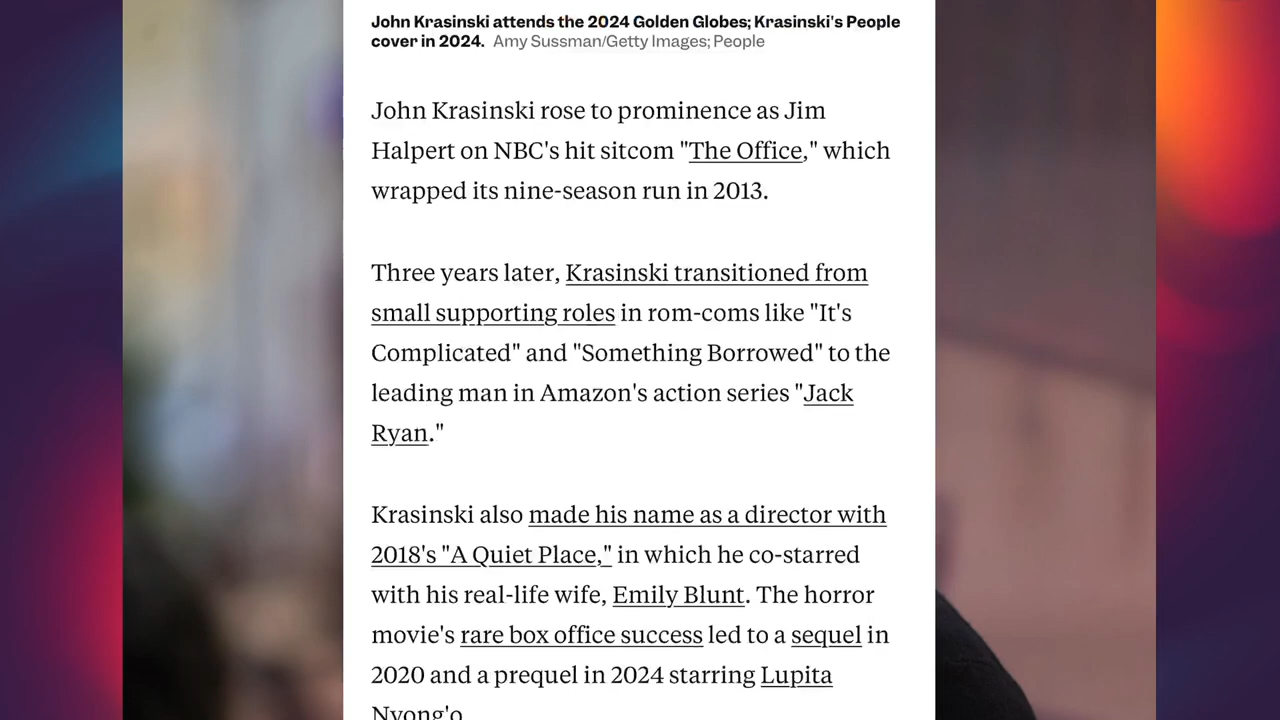 John Krasinski attends the 2024 Golden Globes; Krasinski's People
cover in 2024. Amy Sussman/Getty Images; People
John Krasinski rose to prominence as Jim
Halpert on NBC's hit sitcom "The Office," which
wrapped its nine-season run in 2013.
Three years later, Krasinski transitioned from
small supporting roles in rom-coms like "It's
Complicated" and "Something Borrowed" to the
leading man in Amazon's action series "Jack
Ryan."
Krasinski also made his name as a director with
2018's "A Quiet Place," in which he co-starred
with his real-life wife, Emily Blunt. The horror
movie's rare box office success led to a sequel in
2020 and a prequel in 2024 starring Lupita
Nyong'o